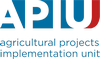 APIU
agricultural projects
implementation unit